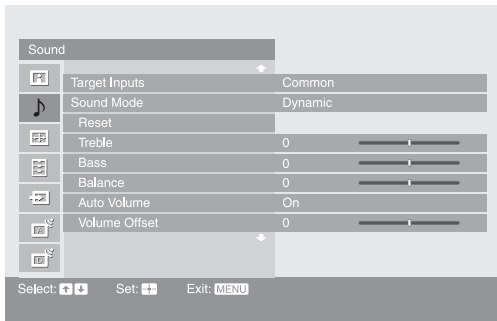 Sound
Target Inputs Common
Sound Mode Dynamic
Reset
Treble 0
Bass 0
Balance 0
Auto Volume On
Volume Offset 0
Select: Set: Exit: MENU